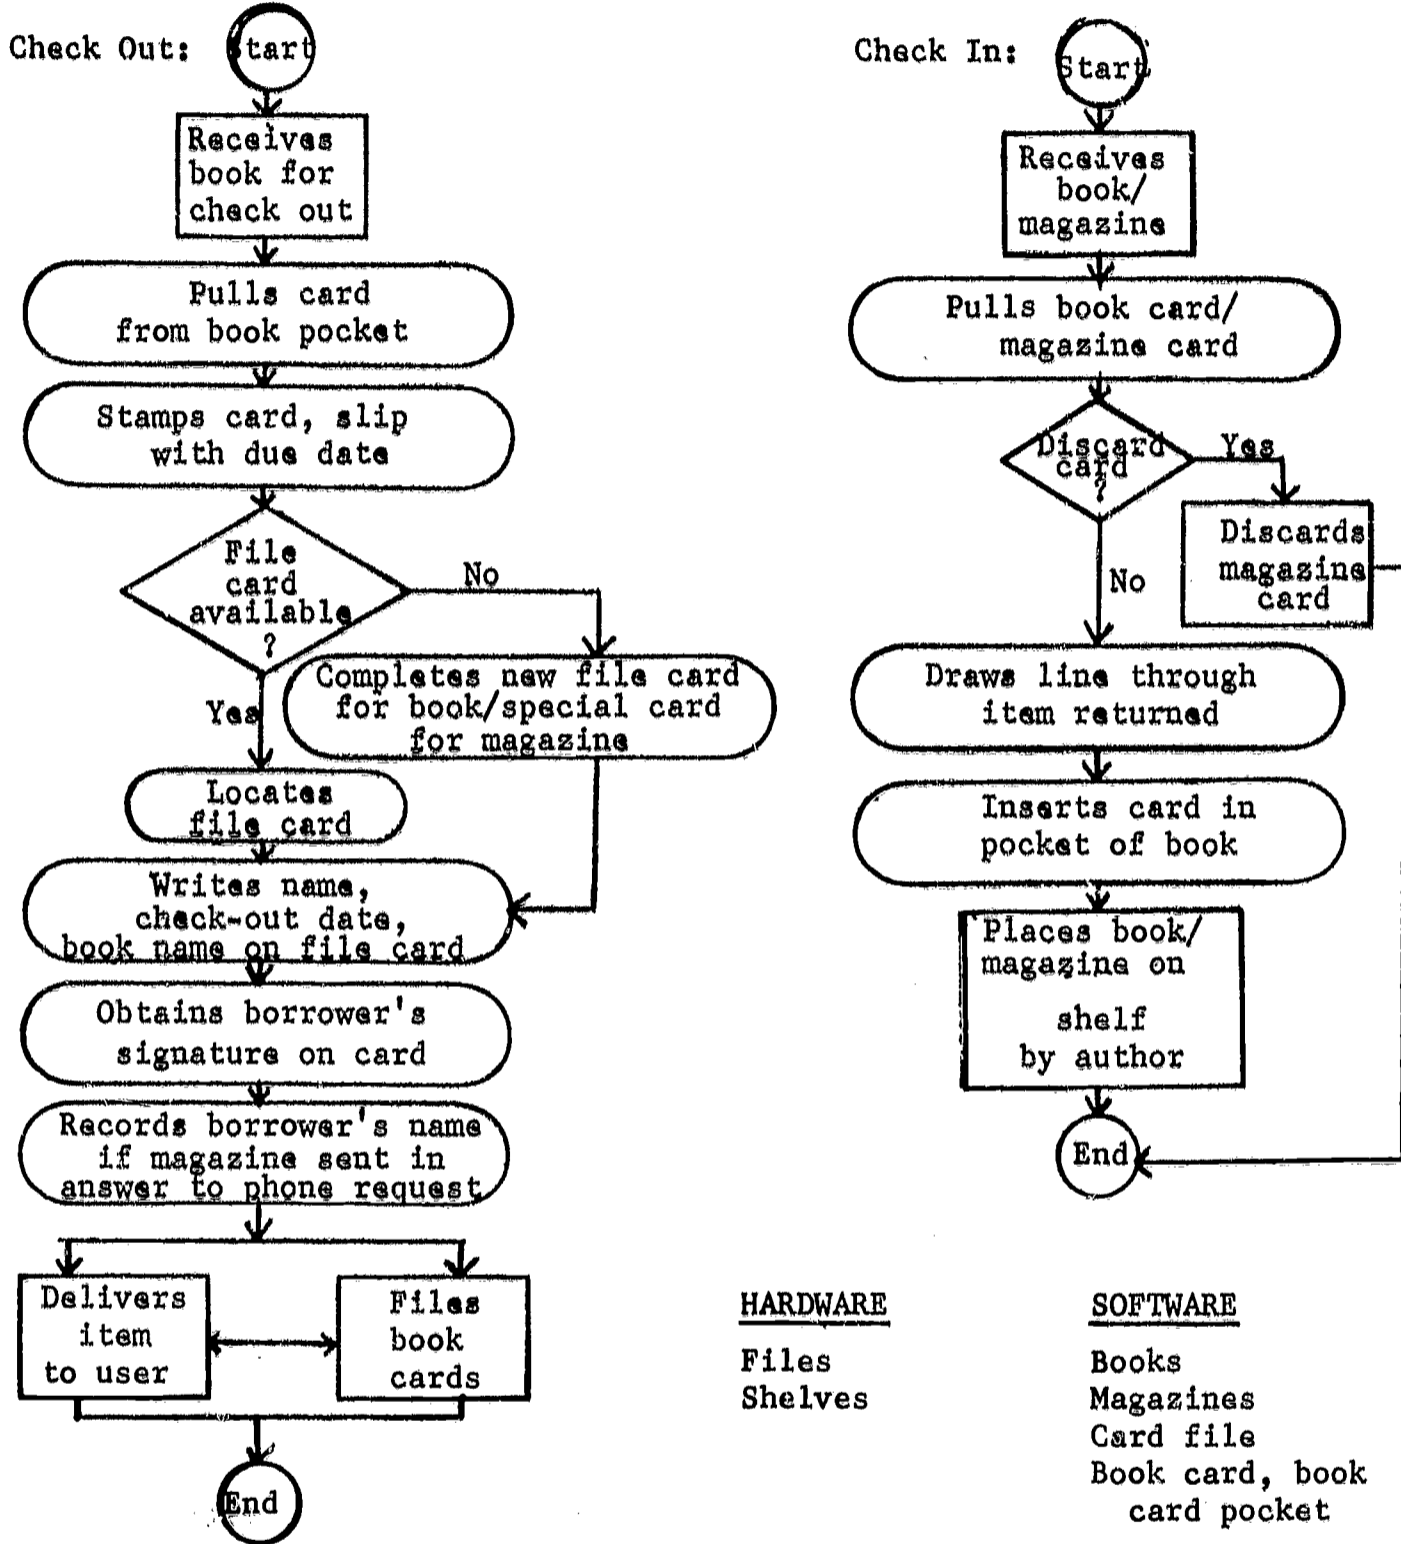 Check Out:
Start
Receives
book for
check out
Pulls card
from book pocket
Stamps card, slip
with due date
File
card
available
?
No
Yes
Completes new file card
for book/special card
for magazine
Locates
file card
Writes name,
check-out date,
book name on file card
Obtains borrower's
signature on card
Records borrower's name
if magazine sent in
answer to phone request
Delivers
item
to user
Files
book
cards
End
Check In:
Start
Receives
book/
magazine
Pulls book card/
magazine card
Discard
card
?
Yes
Discards
magazine
card
No
Draws line through
item returned
Inserts card in
pocket of book
Places book/
magazine on
shelf
by author
End
HARDWARE
Files
Shelves
SOFTWARE
Books
Magazines
Card file
Book card, book
card pocket